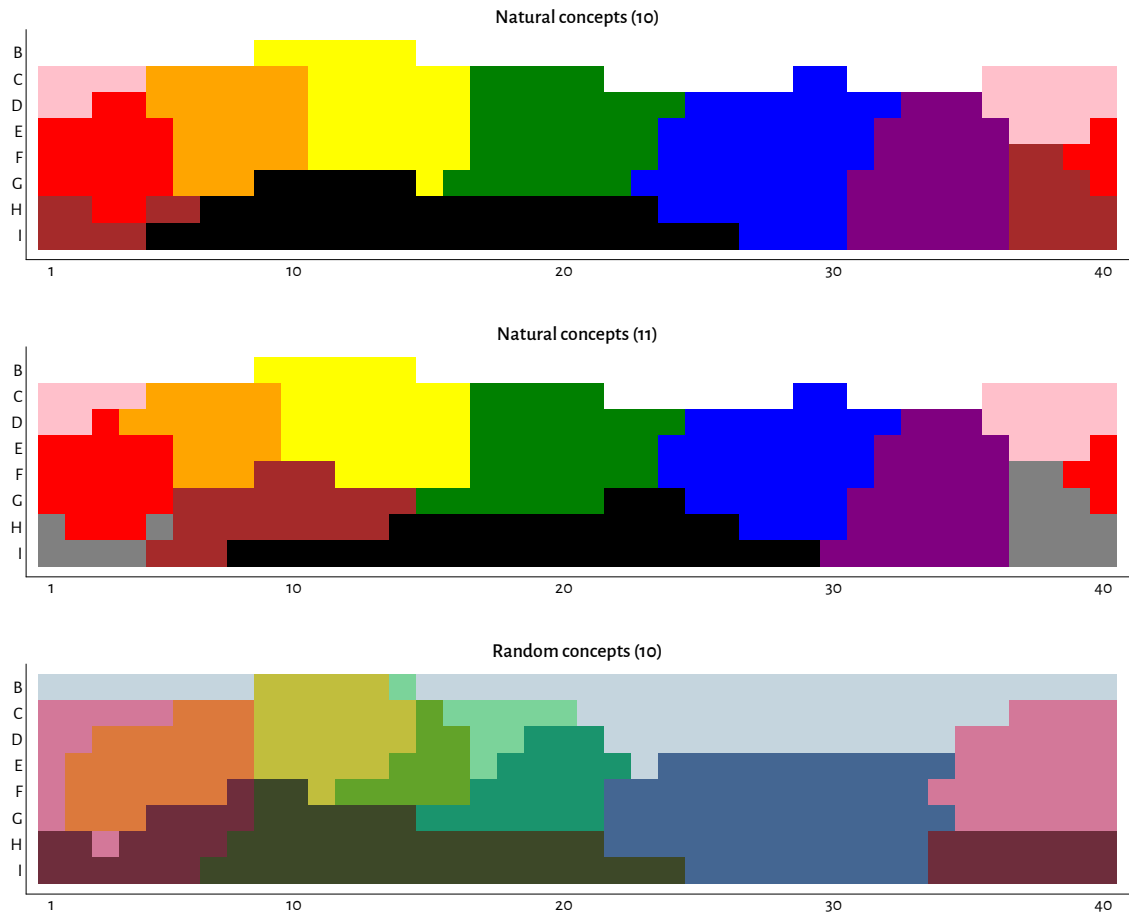 Natural concepts (10)
B
C
D
E
F
G
H
I
1 10 20 30 40
Natural concepts (11)
B
C
D
E
F
G
H
I
1 10 20 30 40
Random concepts (10)
B
C
D
E
F
G
H
I
1 10 20 30 40